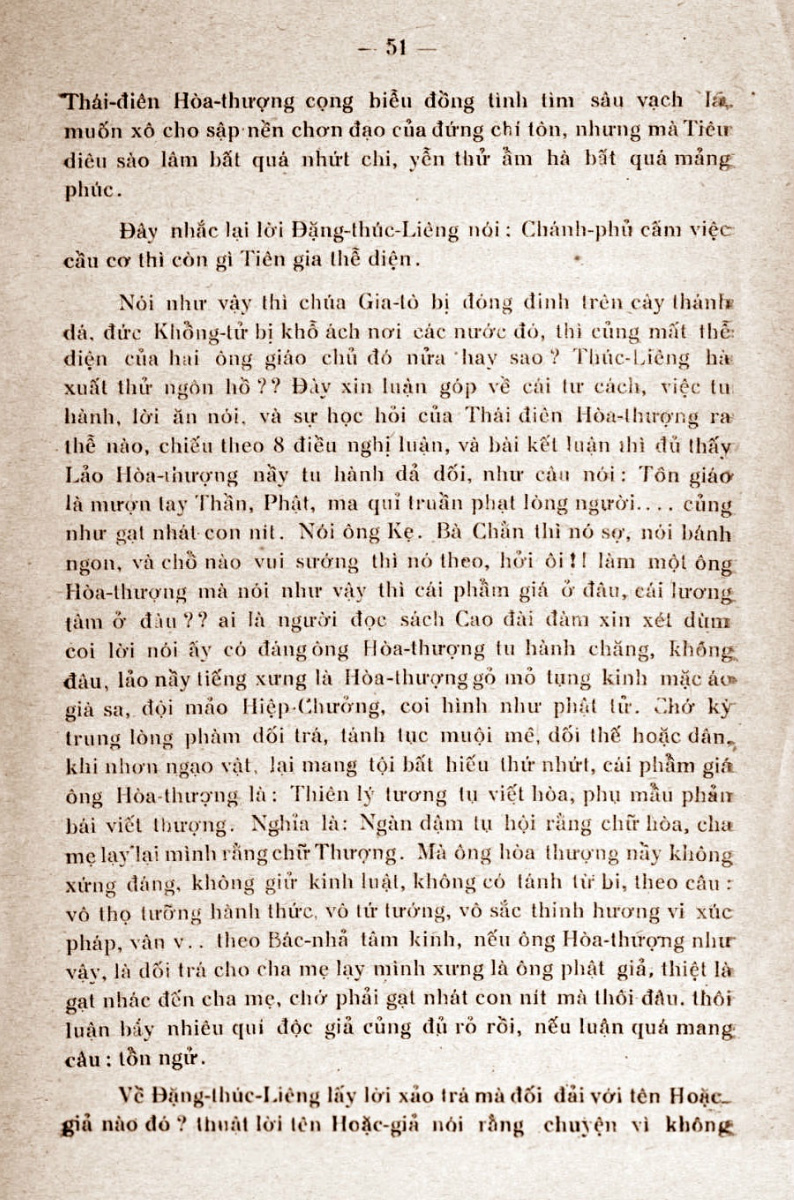 — 51 —
Thái-điên Hòa-thượng cọng biểu đồng tình tìm sâu vạch lá,
muốn xô cho sập nền chơn đạo của đứng chí tôn, nhưng mà Tiêu
diêu sào lâm bất quá nhứt chi, yễn thử ẩm hà bất quá mảng
phúc.
Đây nhắc lại lời Đặng-thúc-Liêng nói : Chánh-phủ cấm việc
cầu cơ thì còn gì Tiên gia thể diện.
Nói như vậy thì chúa Gia-tô bị đóng đinh trên cây thánh
dá, đức Khổng-tử bị khổ ách nơi các nước đó, thì củng mất thể
diện của hai ông giáo chủ đó nửa hay sao ? Thúc-Liêng hà
xuất thử ngôn hồ ?? Đây xin luận góp về cái tư cách, việc tu
hành, lời ăn nói, và sự học hỏi của Thái điên Hòa-thượng ra
thể nào, chiếu theo 8 điều nghị luận, và bài kết luận thì đủ thấy
Lảo Hòa-thượng nầy tu hành dả dối, như câu nói : Tôn giáo
là mượn tay Thần, Phật, ma quỉ truần phạt lòng người.... củng
như gạt nhát con nít. Nói ông Kẹ. Bà Chằn thì nó sợ, nói bánh
ngon, và chổ nào vui sướng thì nó theo, hởi ôi !! làm một ông
Hòa-thượng mà nói như vậy thì cái phẩm giá ở đâu, cái lương
tâm ở đâu ?? ai là người đọc sách Cao đài đàm xin xét dùm
coi lời nói ấy có đáng ông Hòa-thượng tu hành chăng, không
đâu, lảo nầy tiếng xưng là Hòa-thượng gỏ mỏ tụng kinh mặc áo
già sa, đội mảo Hiệp-Chưởng, coi hình như phật tử. Chớ kỳ
trung lòng phàm dối trá, tánh tục muội mê, dối thế hoặc dân,
khi nhơn ngạo vật, lại mang tội bất hiếu thứ nhứt, cái phẩm giá
ông Hòa-thượng là : Thiên lý tương tụ viết hòa, phụ mẫu phản
bái viết thượng. Nghĩa là: Ngàn dậm tụ hội rằng chữ hòa, cha
mẹ lạy lại mình rằng chữ Thượng. Mà ông hòa thượng nầy không
xứng đáng, không giử kinh luật, không có tánh từ bi, theo câu :
vô thọ tưởng hành thức, vô tứ tướng, vô sắc thinh hương vi xúc
pháp, vân v.. theo Bác-nhả tâm kinh, nếu ông Hòa-thượng như
vậy, là dối trá cho cha mẹ lạy mình xưng là ông phật giả, thiệt là
gạt nhác đến cha mẹ, chớ phải gạt nhát con nít mà thôi đâu. thôi
luận bấy nhiêu quí độc giả củng đủ rỏ rồi, nếu luận quá mang
câu : tồn ngử.
Về Đặng-thúc-Liêng lấy lời xảo trá mà đối đải với tên Hoặc_
giả nào đó ? thuật lời tên Hoặc-giả nói rằng chuyện vì không